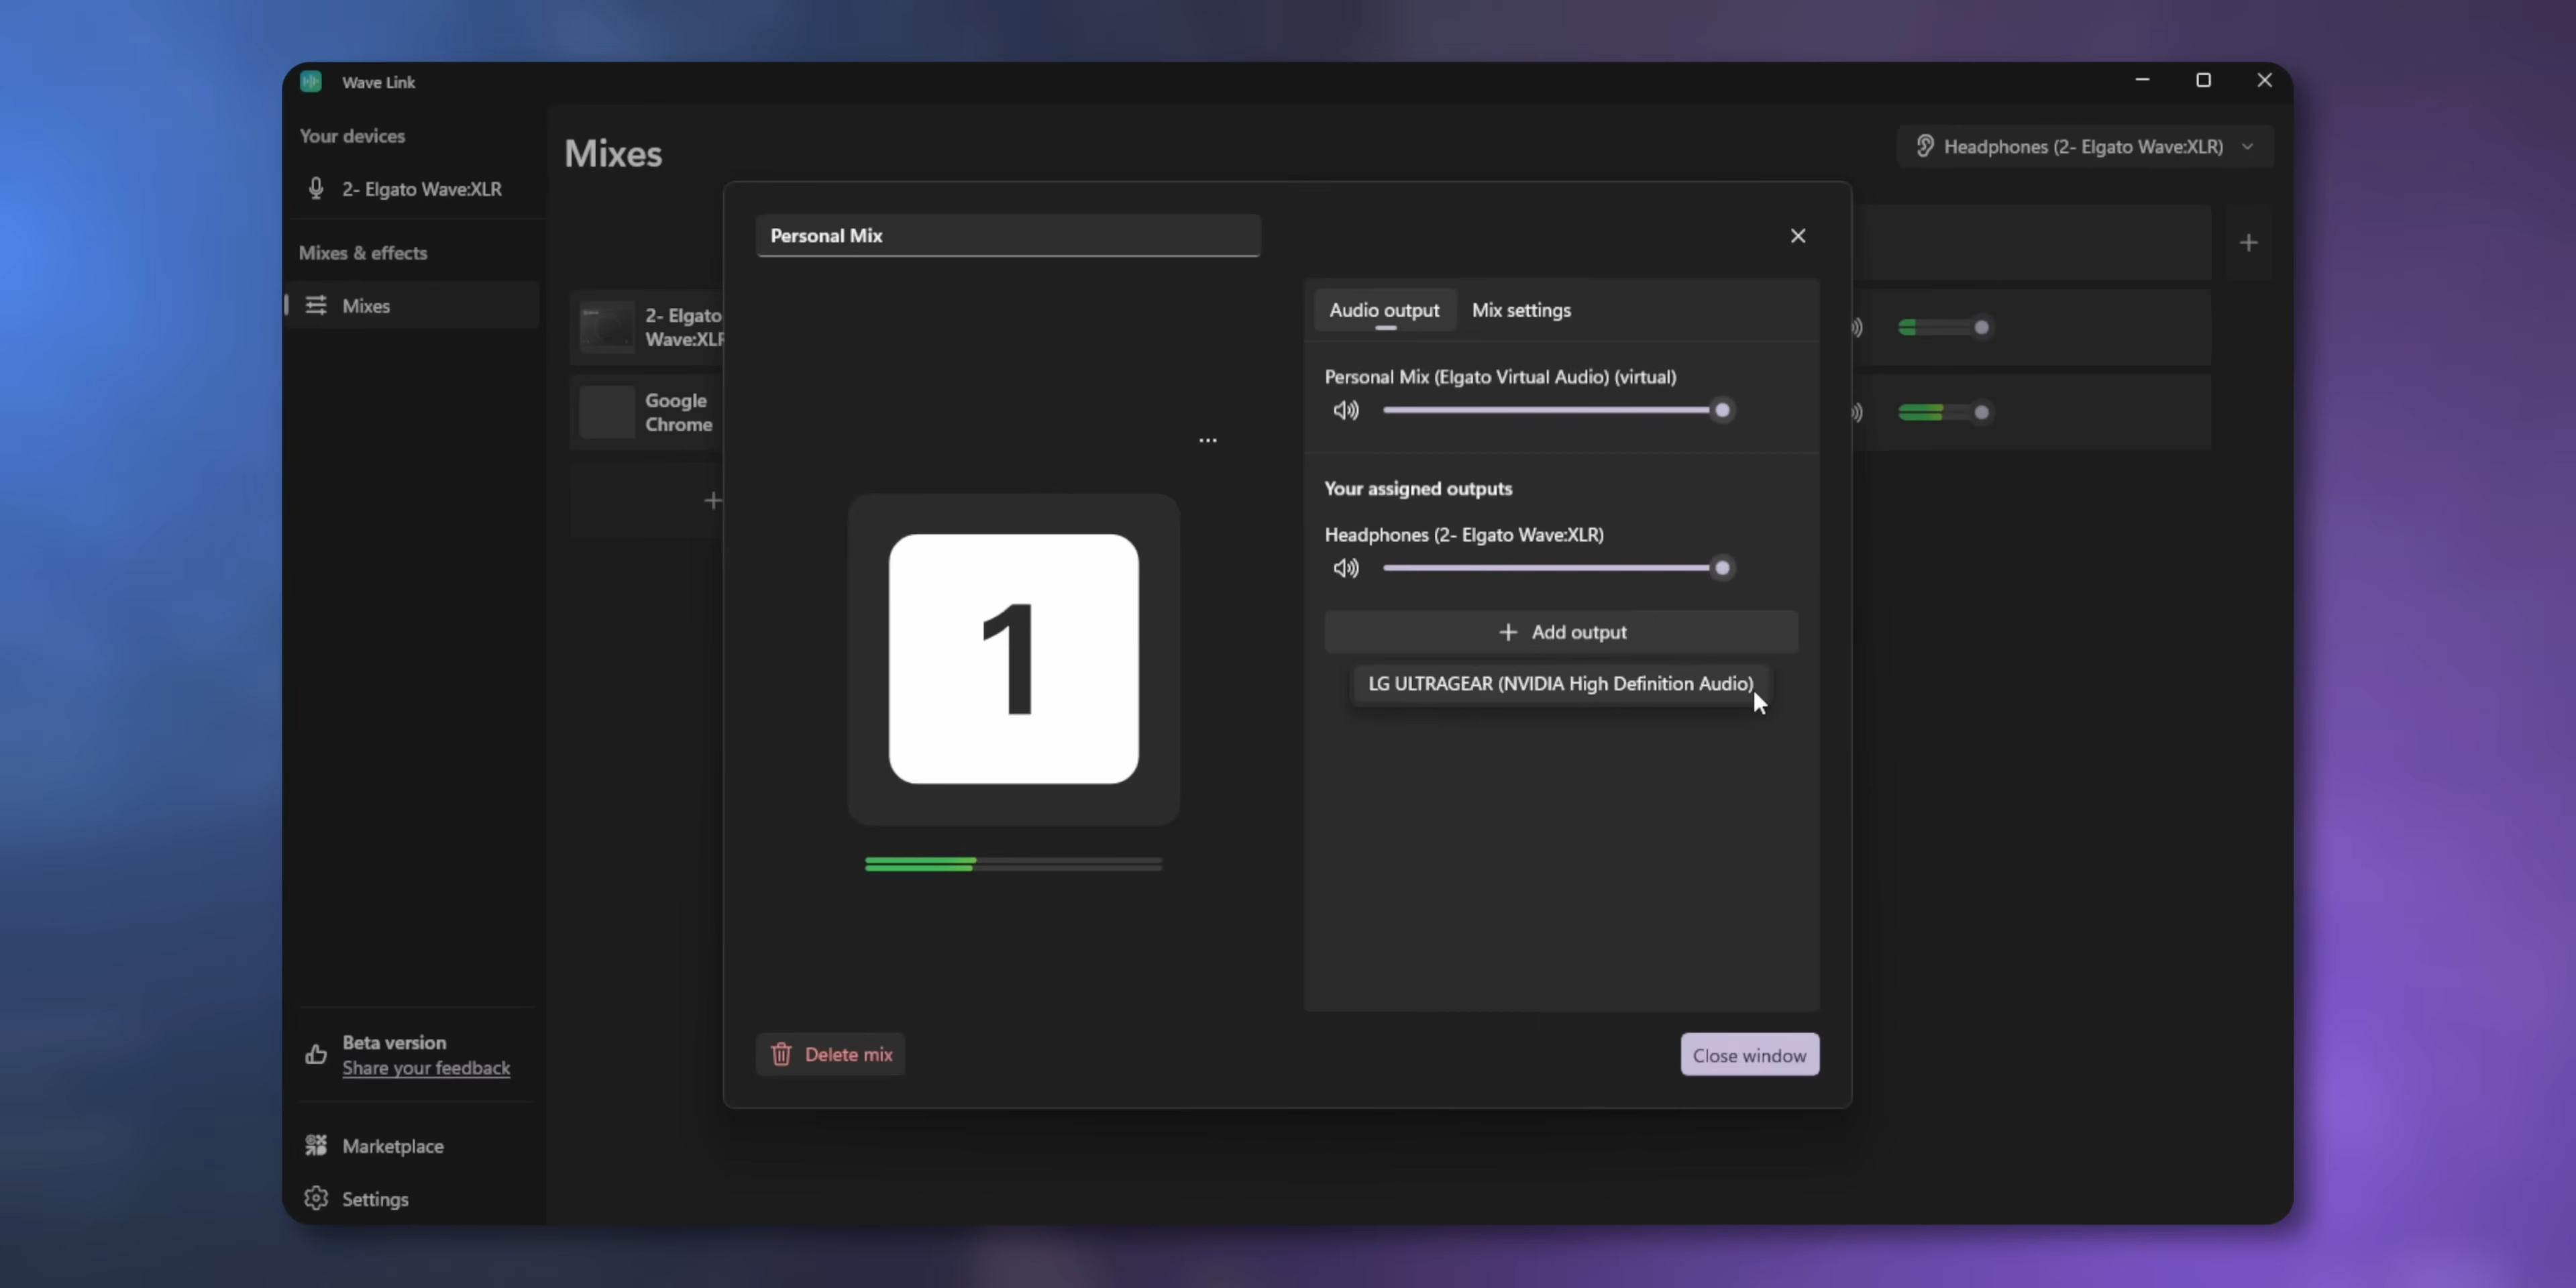 Wave Link
Your devices
2- Elgato Wave:XLR
Mixes & effects
Mixes
Beta version
Share your feedback
Marketplace
Settings
Mixes
Headphones (2- Elgato Wave:XLR)
2- Elgato
Wave:XLR
Google
Chrome
Personal Mix
1
Delete mix
Audio output Mix settings
Personal Mix (Elgato Virtual Audio) (virtual)
Your assigned outputs
Headphones (2- Elgato Wave:XLR)
Add output
LG ULTRAGEAR (NVIDIA High Definition Audio)
Close window